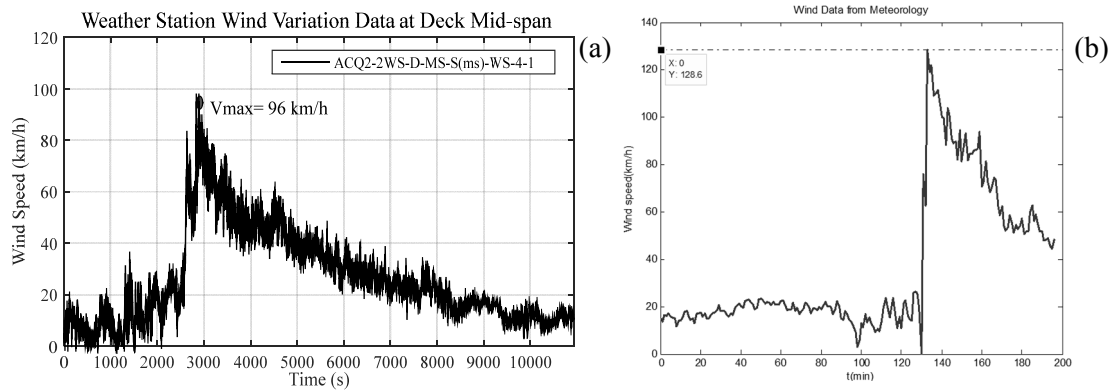 Weather Station Wind Variation Data at Deck Mid-span
(a)
120
100
80
60
40
20
0
Wind Speed (km/h)
ACQ2-2WS-D-MS-S(ms)-WS-4-1
Vmax= 96 km/h
0 1000 2000 3000 4000 5000 6000 7000 8000 9000 10000
Time (s)
Wind Data from Meteorology
(b)
140
120
100
80
60
40
20
0
Wind speed(km/h)
X: 0
Y: 128.6
0 20 40 60 80 100 120 140 160 180 200
t(min)